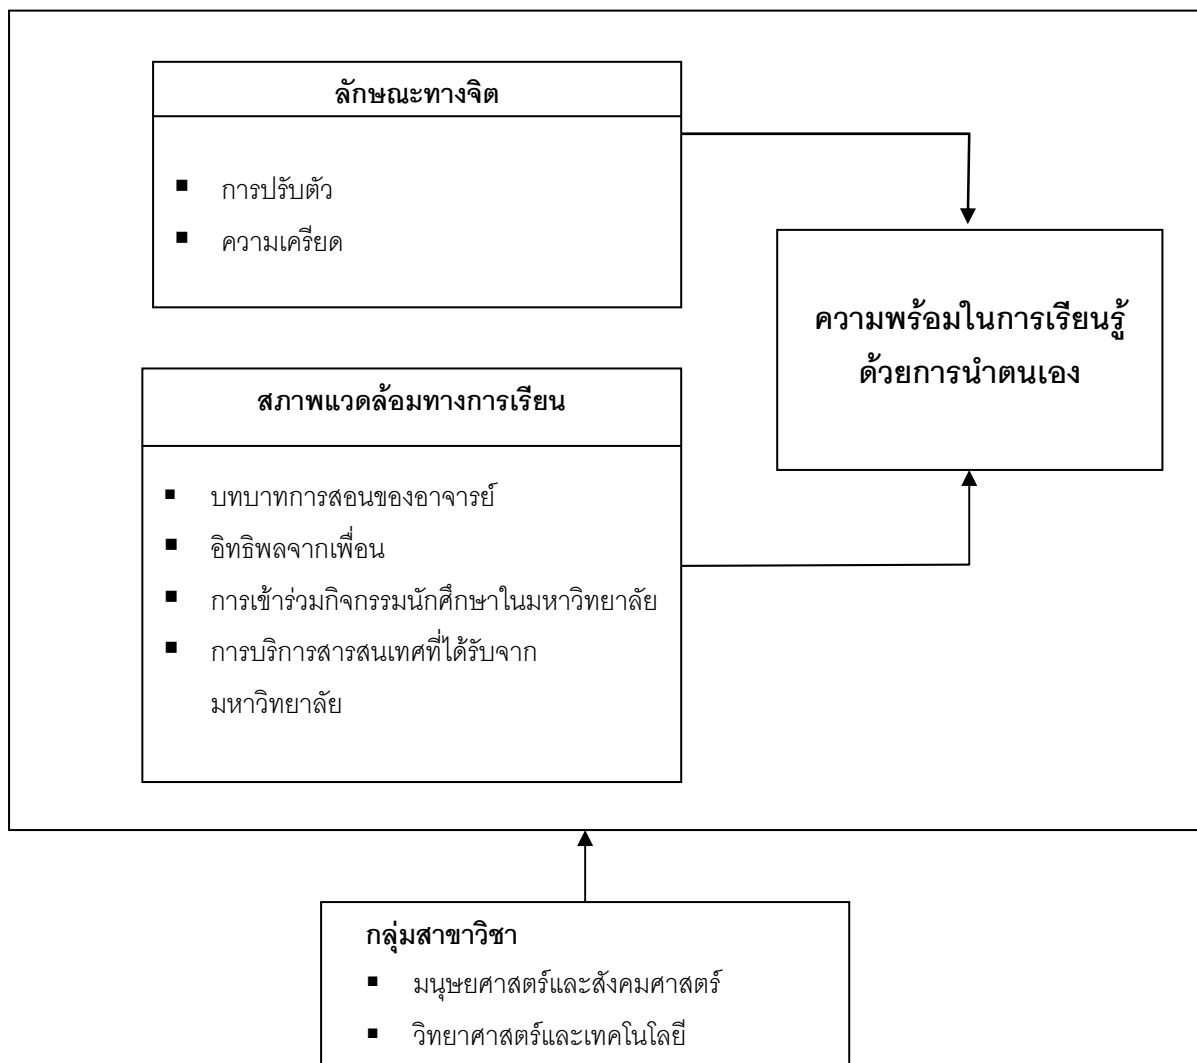 ลักษณะทางจิต
▪ การปรับตัว
▪ ความเครียด
ความพร้อมในการเรียนรู้
ด้วยการนำตนเอง
สภาพแวดล้อมทางการเรียน
▪ บทบาทการสอนของอาจารย์
▪ อิทธิพลจากเพื่อน
▪ การเข้าร่วมกิจกรรมนักศึกษาในมหาวิทยาลัย
▪ การบริการสารสนเทศที่ได้รับจาก
มหาวิทยาลัย
กลุ่มสาขาวิชา
▪ มนุษยศาสตร์และสังคมศาสตร์
▪ วิทยาศาสตร์และเทคโนโลยี